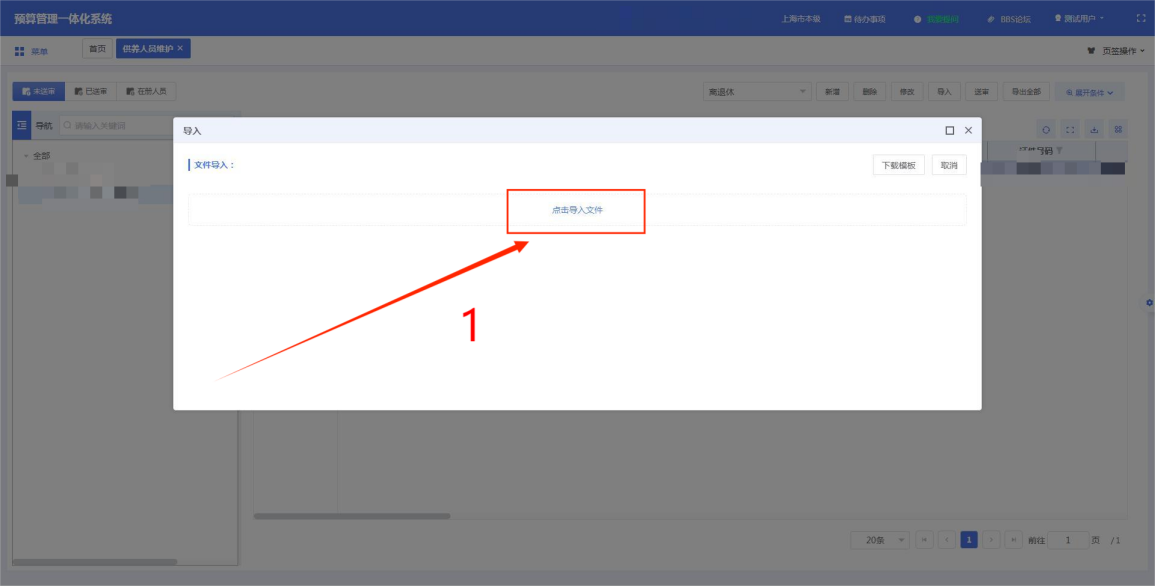 预算管理一体化系统
上海市本级 待办事项 BBS论坛 测试用户
菜单 首页 供养人员维护 × 页签操作
未送审 已送审 在册人员 离退休 新增 删除 修改 导入 送审 导出全部 展开条件
导航 请输入关键词
导入
全部
文件导入： 下载模板 取消
点击导入文件
1
20条 1 前往 1 页 /1